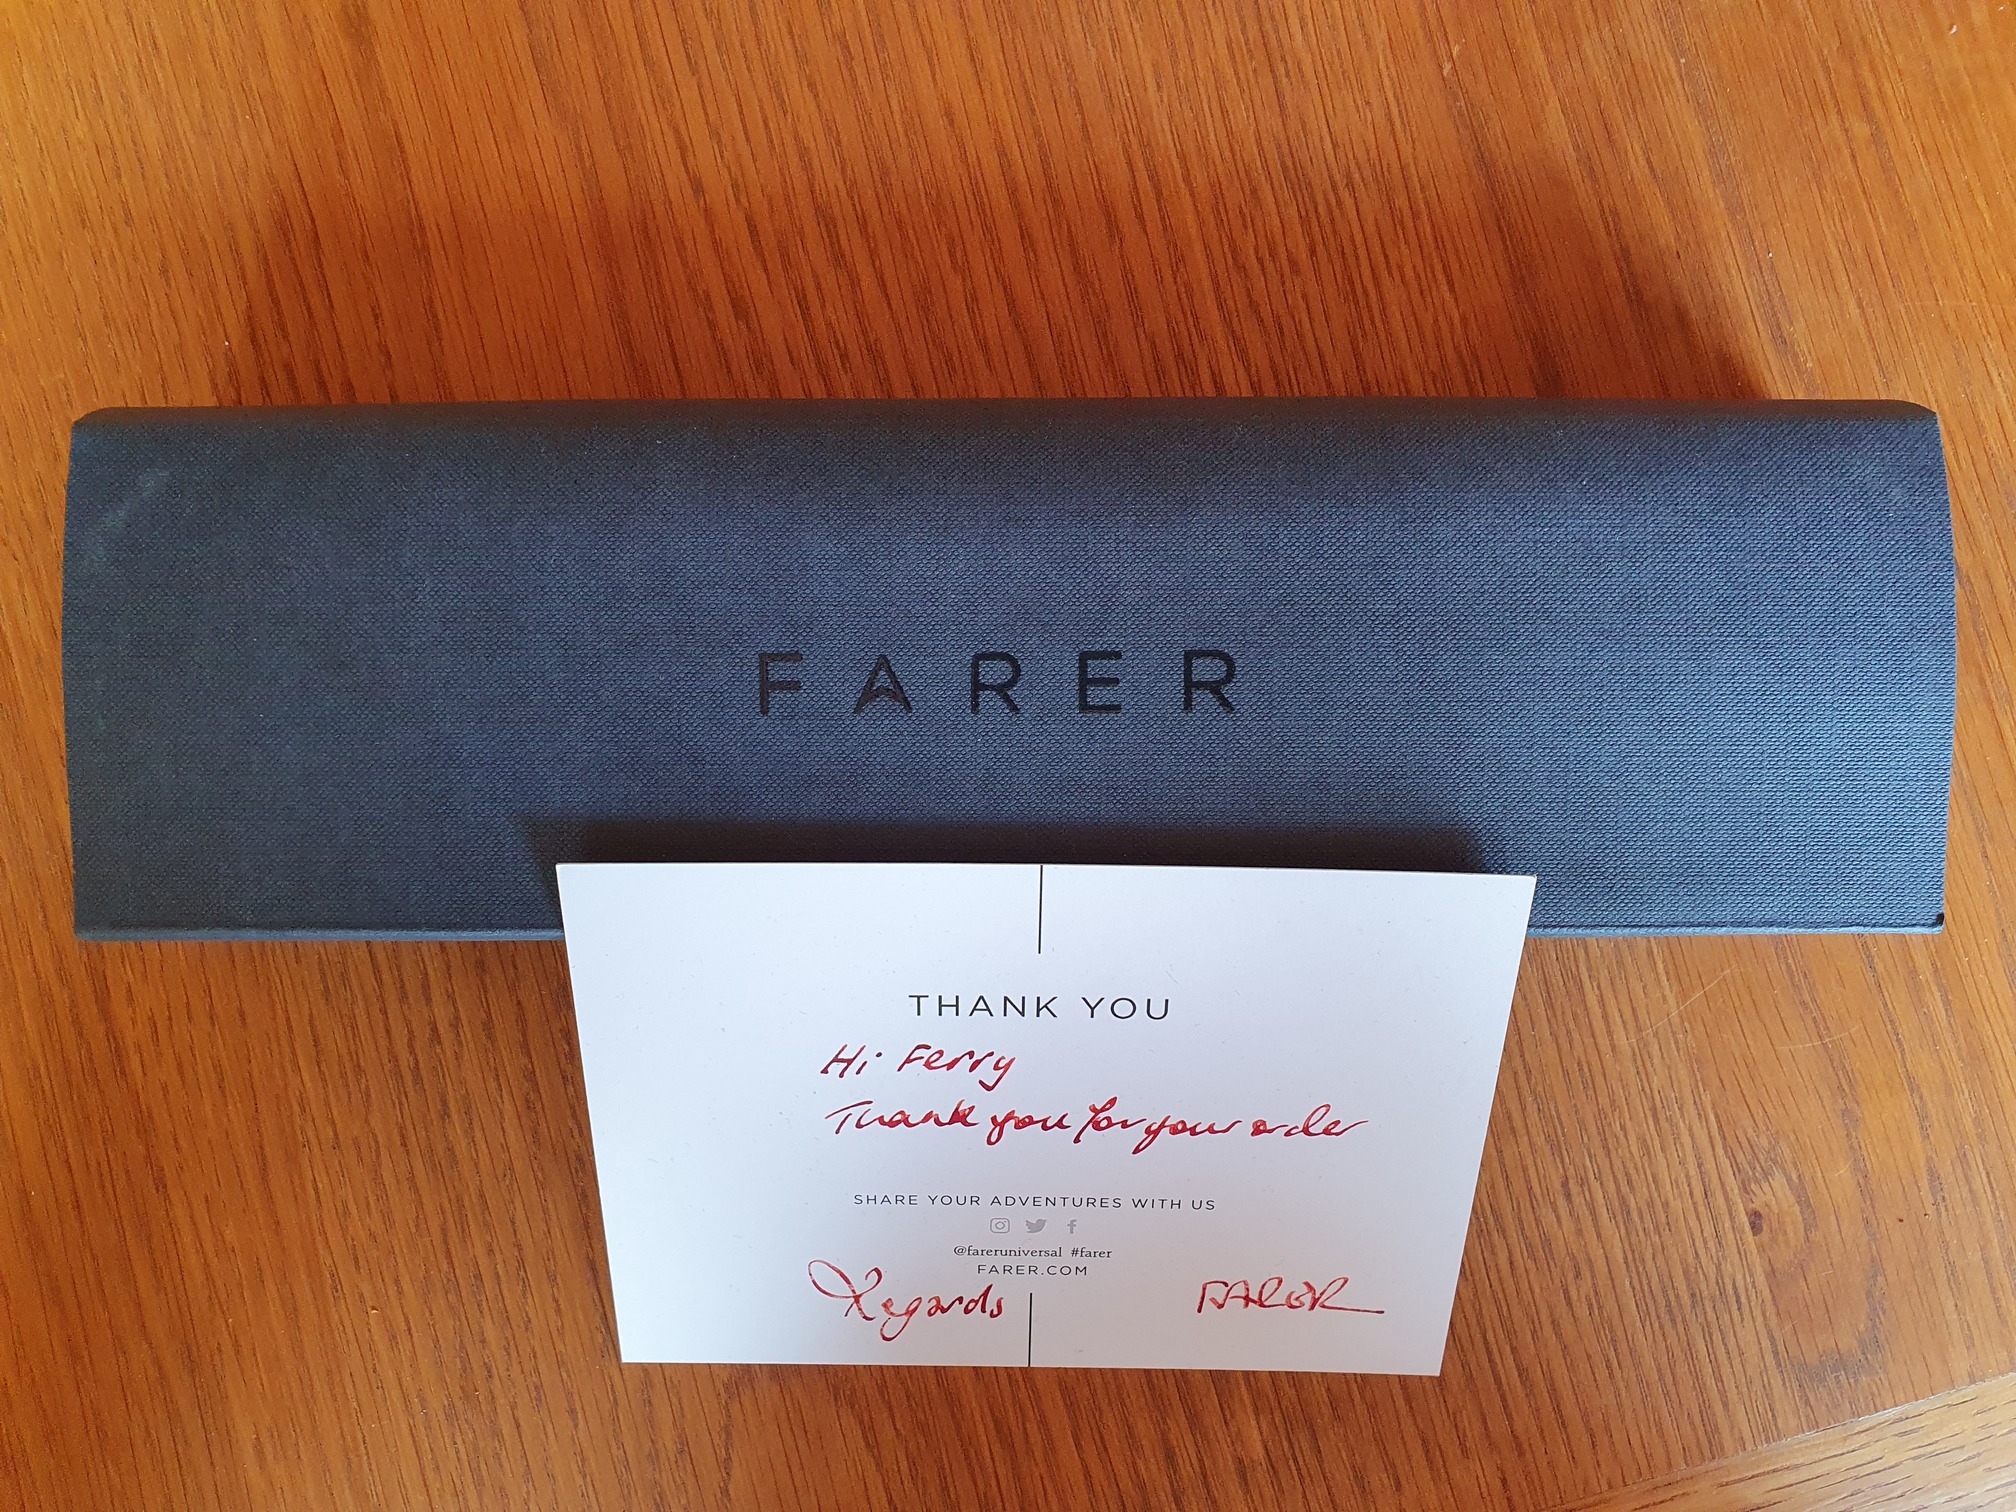 FARER
THANK YOU
Hi Ferry
Thank you for your order
SHARE YOUR ADVENTURES WITH US
@fareruniversal #farer
FARER.COM
Regards FARER